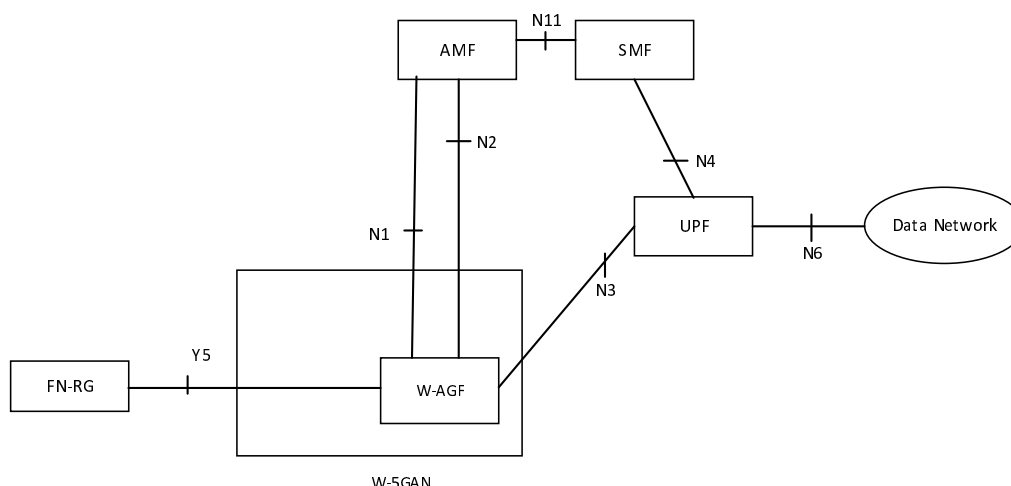 N11
AMF
SMF
N2
N4
N1
UPF
Data Network
N6
N3
Y5
FN-RG
W-AGF
W-5GAN